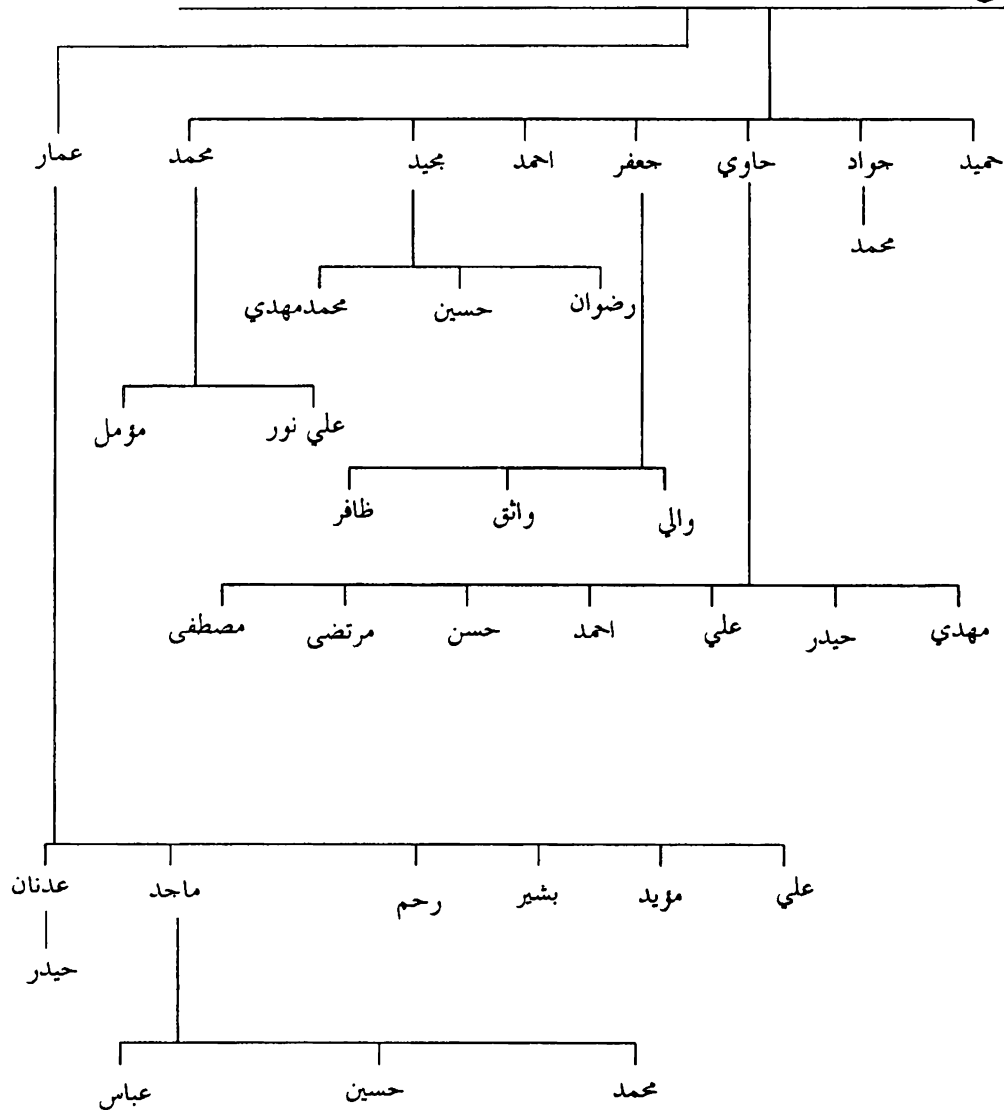 حميد جواد حاوي جعفر احمد مجيد محمد عمار
محمد
رضوان حسين محمدمهدي
علي نور مؤمل
والي واثق ظافر
مهدي حيدر علي احمد حسن مرتضى مصطفى
علي مؤيد بشير رحم ماجد عدنان
حيدر
محمد حسين عباس